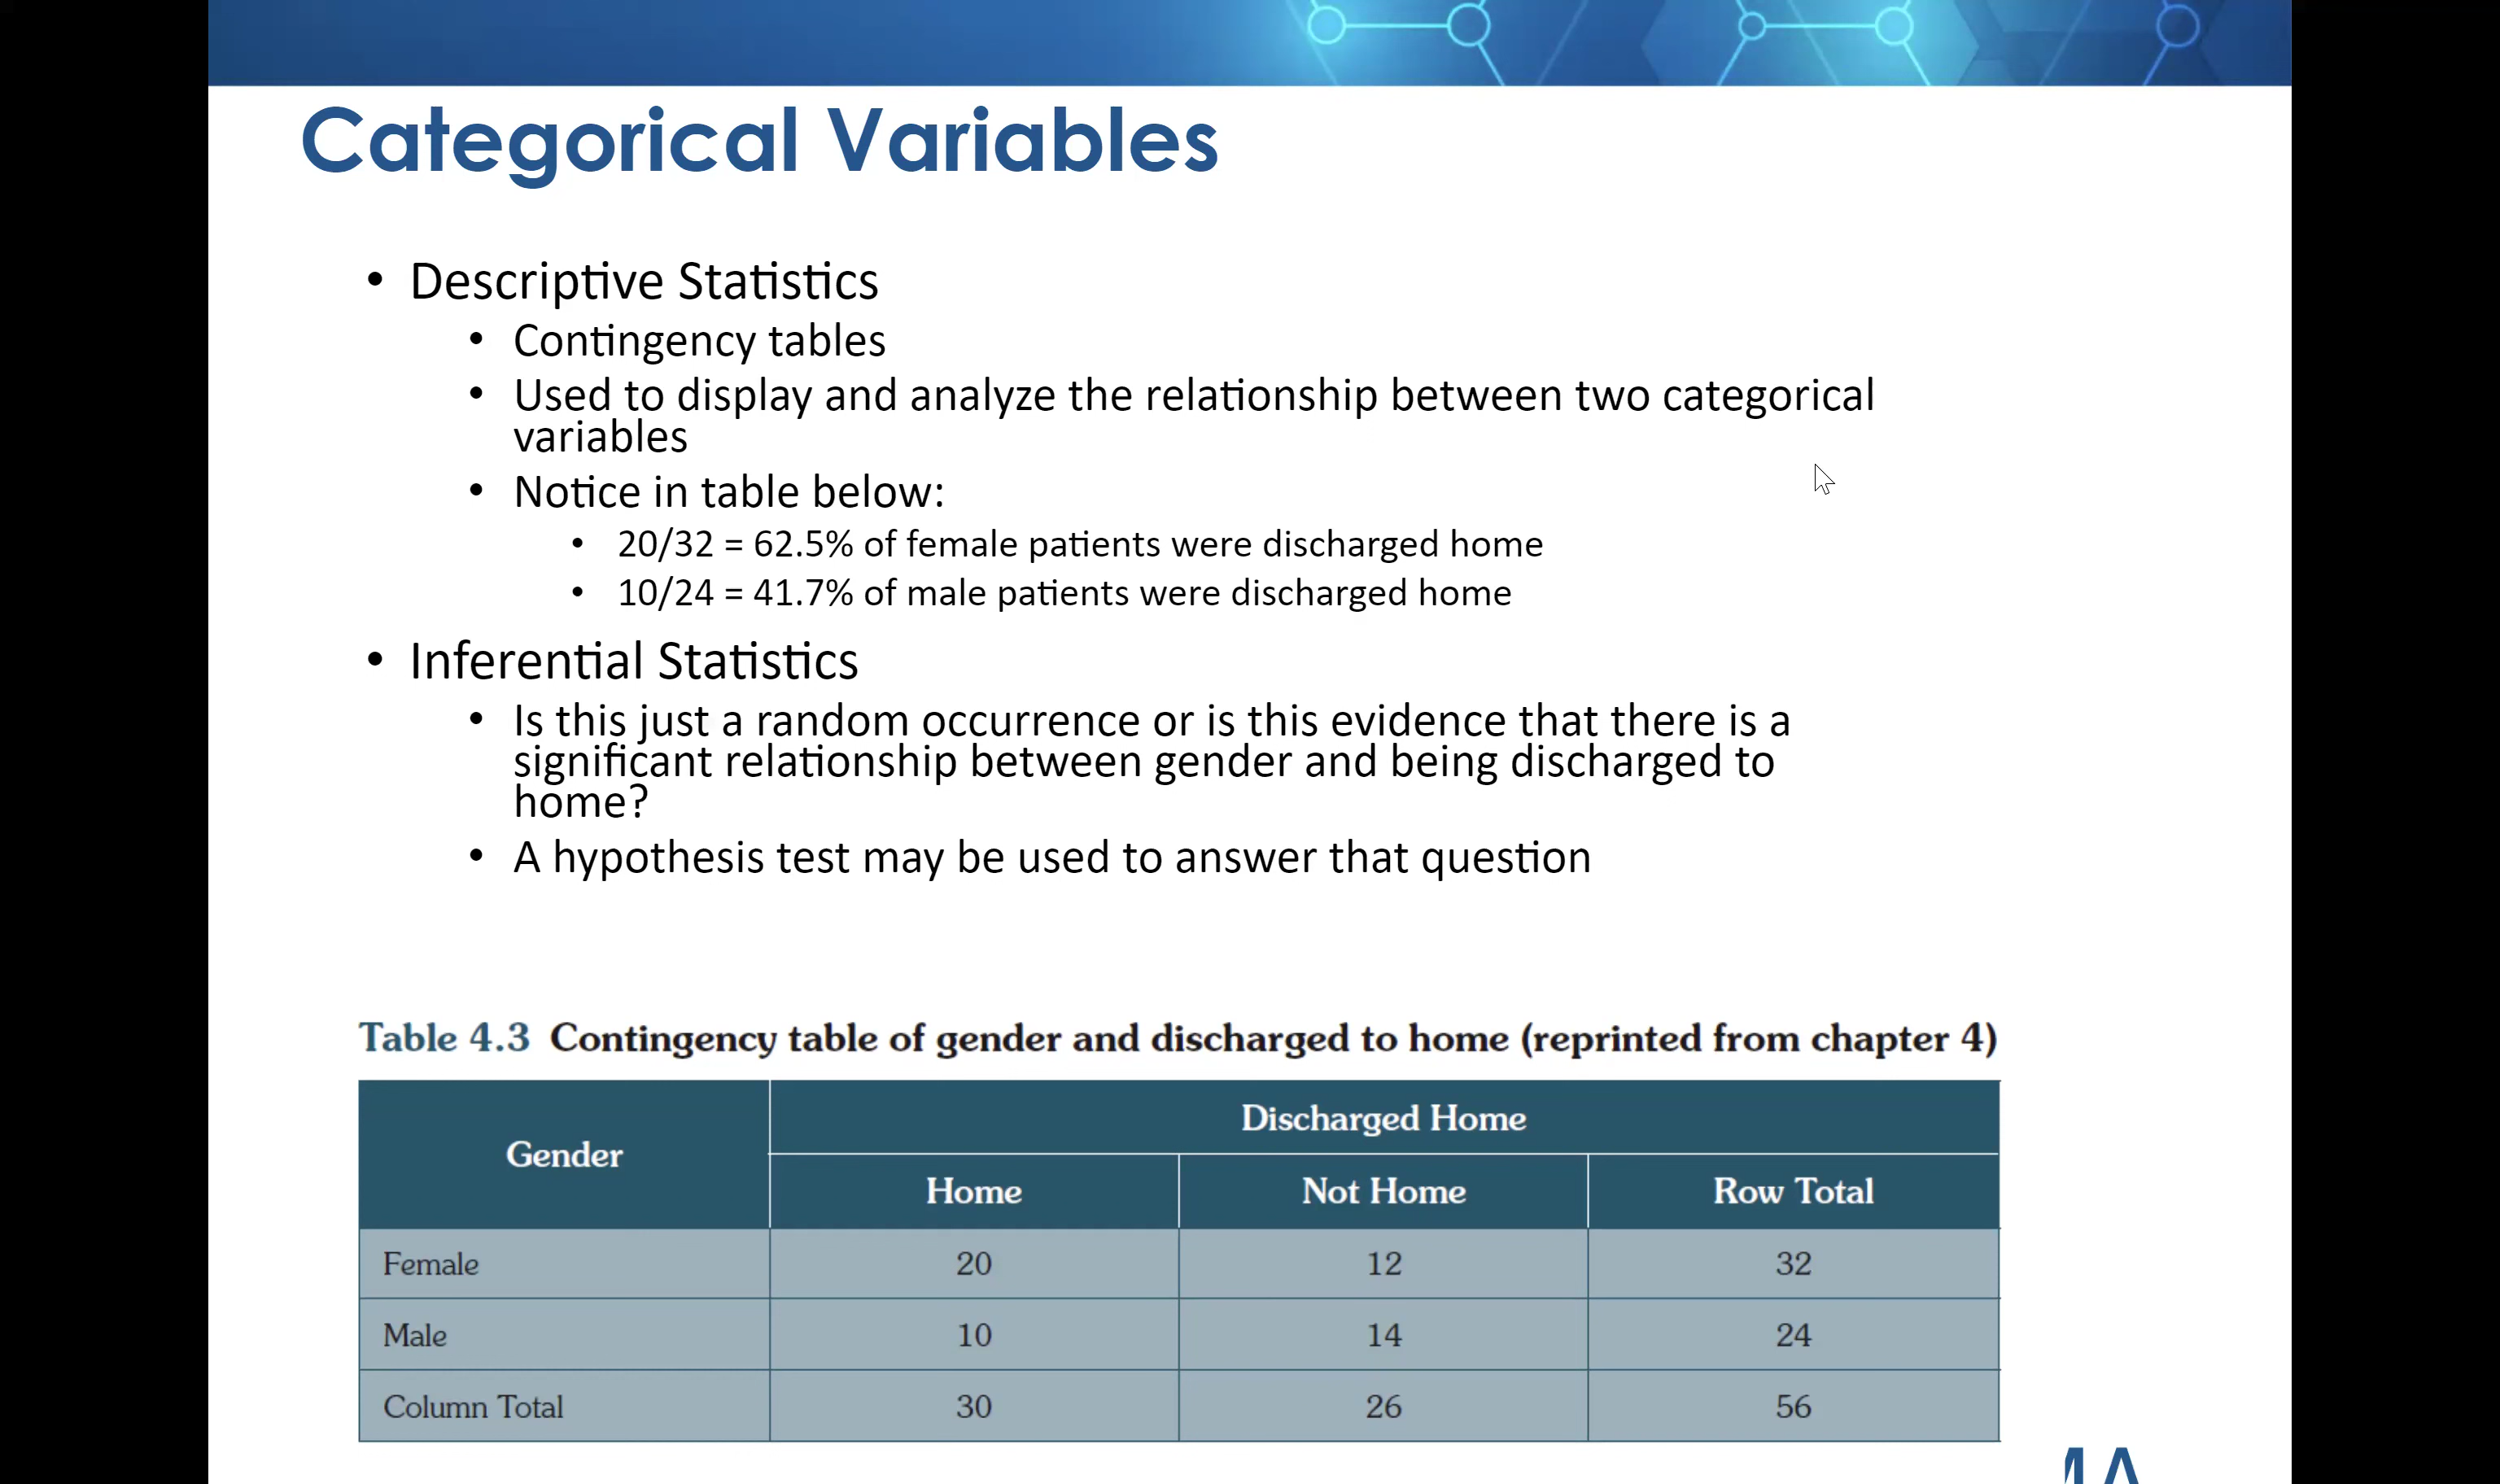 Categorical Variables
• Descriptive Statistics
• Contingency tables
• Used to display and analyze the relationship between two categorical
variables
• Notice in table below:
• 20/32 = 62.5% of female patients were discharged home
• 10/24 = 41.7% of male patients were discharged home
• Inferential Statistics
• Is this just a random occurrence or is this evidence that there is a
significant relationship between gender and being discharged to
home?
• A hypothesis test may be used to answer that question
Table 4.3 Contingency table of gender and discharged to home (reprinted from chapter 4)
Gender
Discharged Home
Home Not Home Row Total
Female 20 12 32
Male 10 14 24
Column Total 30 26 56